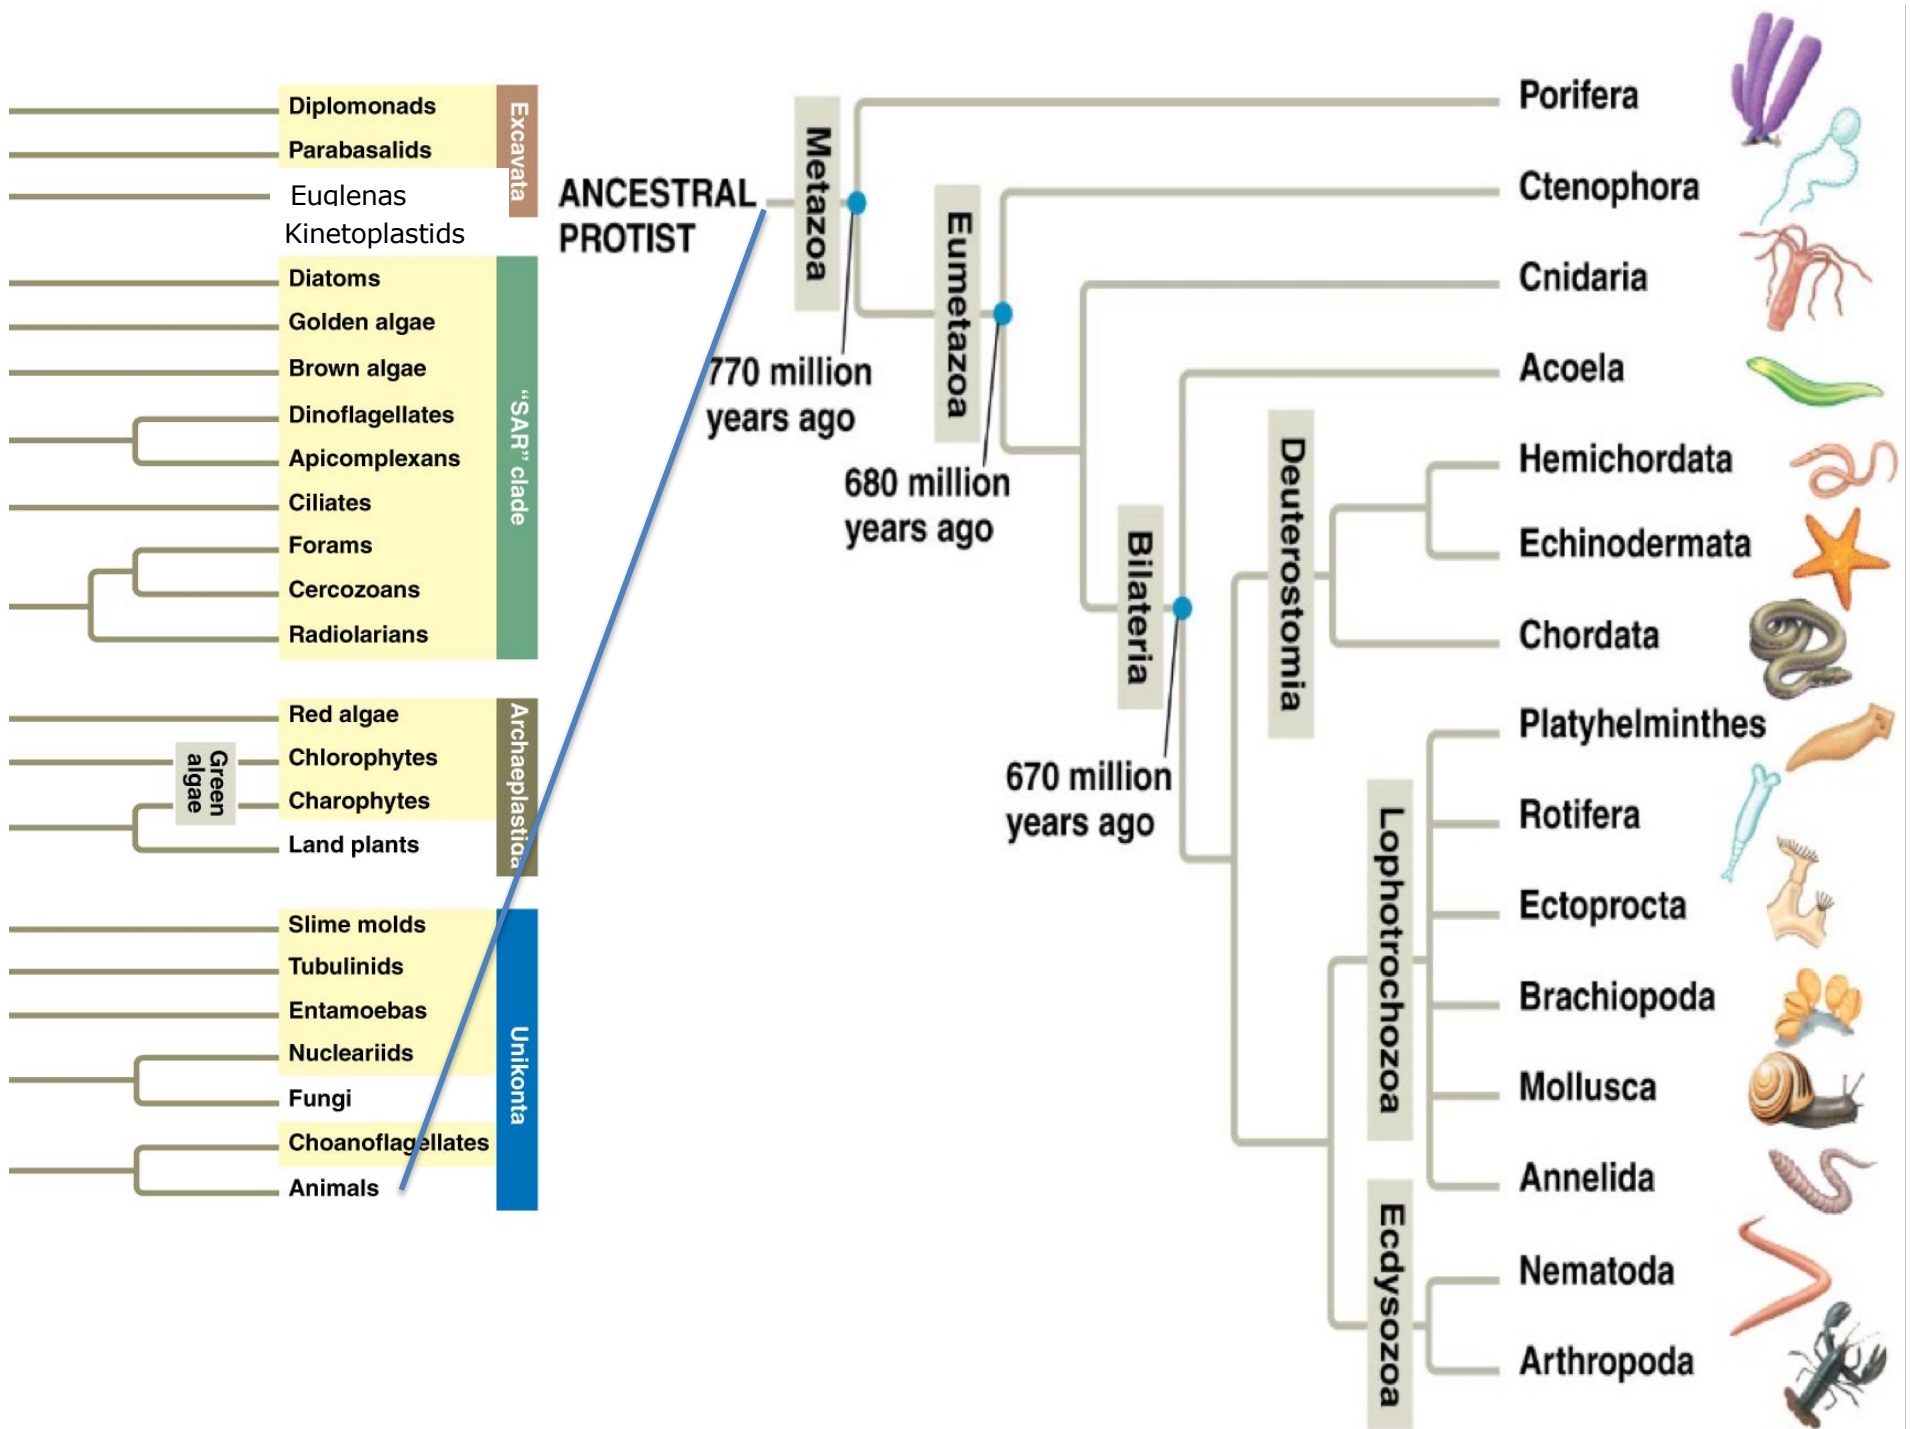 Diplomonads
Parabasalids
Euglenas
Kinetoplastids
Excavata
Diatoms
Golden algae
Brown algae
Dinoflagellates
Apicomplexans
Ciliates
Forams
Cercozoans
Radiolarians
“SAR” clade
Red algae
Chlorophytes
Charophytes
Land plants
Green
algae
Archaeplastida
Slime molds
Tubulinids
Entamoebas
Nucleariids
Fungi
Choanoflagellates
Animals
Unikonta
ANCESTRAL
PROTIST
Metazoa
770 million
years ago
Eumetazoa
680 million
years ago
Bilateria
670 million
years ago
Deuterostomia
Lophotrochozoa
Ecdysozoa
Porifera
Ctenophora
Cnidaria
Acoela
Hemichordata
Echinodermata
Chordata
Platyhelminthes
Rotifera
Ectoprocta
Brachiopoda
Mollusca
Annelida
Nematoda
Arthropoda